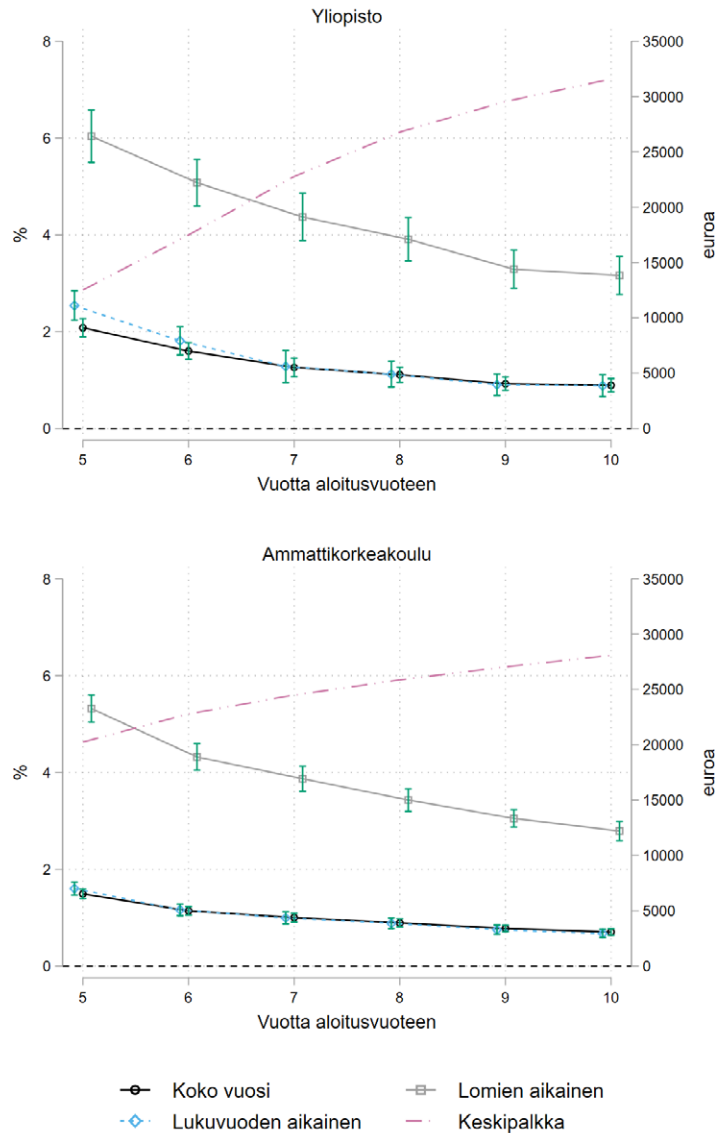 Yliopisto
8
6
4
2
0
%
35000
30000
25000
20000
15000
10000
5000
0
euroa
5 6 7 8 9 10
Vuotta aloitusvuoteen
Ammattikorkeakoulu
8
6
4
2
0
%
35000
30000
25000
20000
15000
10000
5000
0
euroa
5 6 7 8 9 10
Vuotta aloitusvuoteen
Koko vuosi
Lomien aikainen
Lukuvuoden aikainen
Keskipalkka